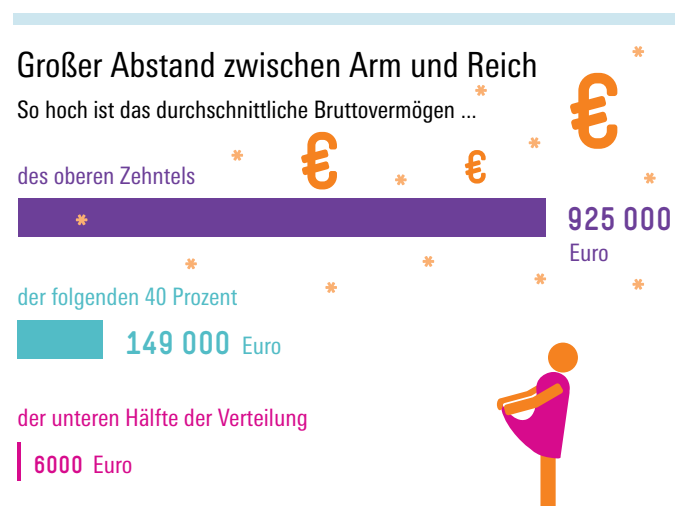 Großer Abstand zwischen Arm und Reich
So hoch ist das durchschnittliche Bruttovermögen ...
des oberen Zehntels
925 000
Euro
der folgenden 40 Prozent
149 000 Euro
der unteren Hälfte der Verteilung
6000 Euro